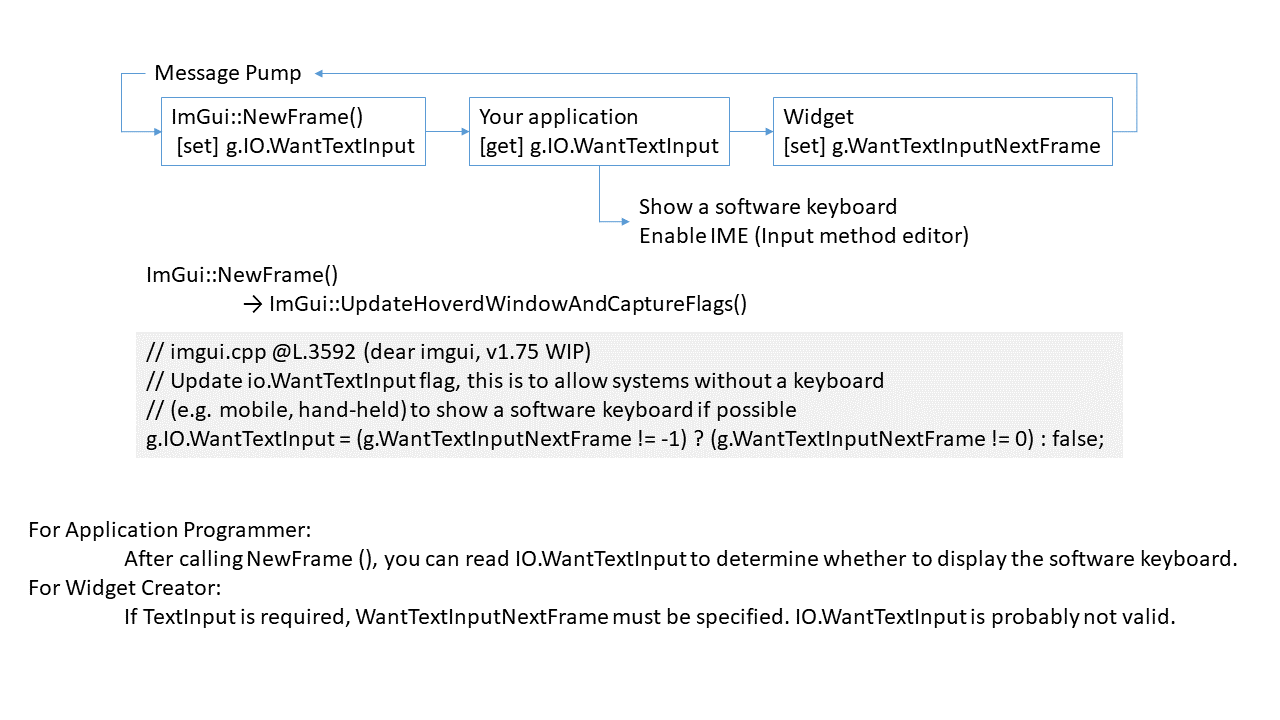 Message Pump
ImGui::NewFrame()
[set] g.IO.WantTextInput
Your application
[get] g.IO.WantTextInput
Widget
[set] g.WantTextInputNextFrame
Show a software keyboard
Enable IME (Input method editor)
ImGui::NewFrame()
→ ImGui::UpdateHoverdWindowAndCaptureFlags()
// imgui.cpp @L.3592 (dear imgui, v1.75 WIP)
// Update io.WantTextInput flag, this is to allow systems without a keyboard
// (e.g. mobile, hand-held) to show a software keyboard if possible
g.IO.WantTextInput = (g.WantTextInputNextFrame != -1) ? (g.WantTextInputNextFrame != 0) : false;
For Application Programmer:
After calling NewFrame (), you can read IO.WantTextInput to determine whether to display the software keyboard.
For Widget Creator:
If TextInput is required, WantTextInputNextFrame must be specified. IO.WantTextInput is probably not valid.